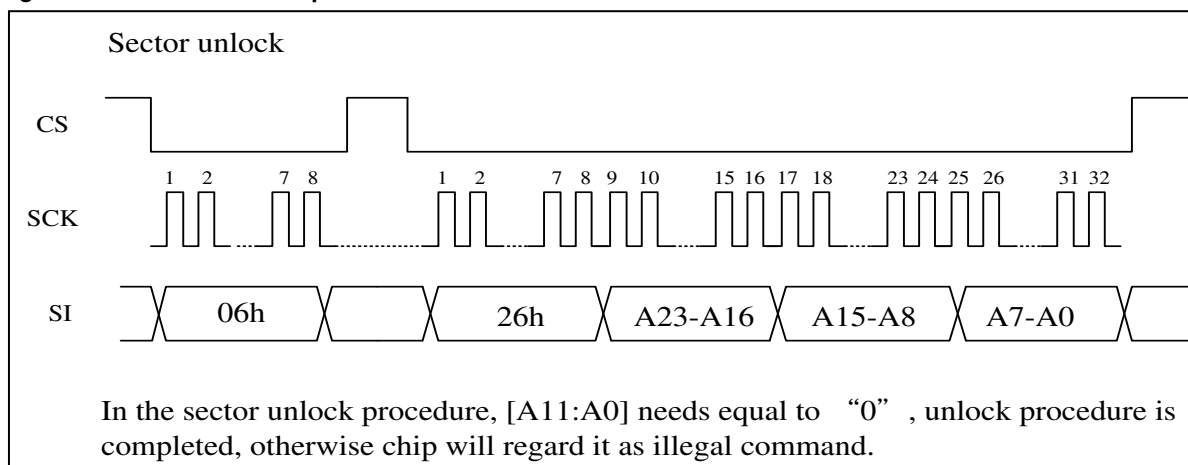 Sector unlock
CS
1 2 7 8 1 2 7 8 9 10 15 16 17 18 23 24 25 26 31 32
SCK
SI 06h 26h A23-A16 A15-A8 A7-A0
In the sector unlock procedure, [A11:A0] needs equal to “0” , unlock procedure is
completed, otherwise chip will regard it as illegal command.